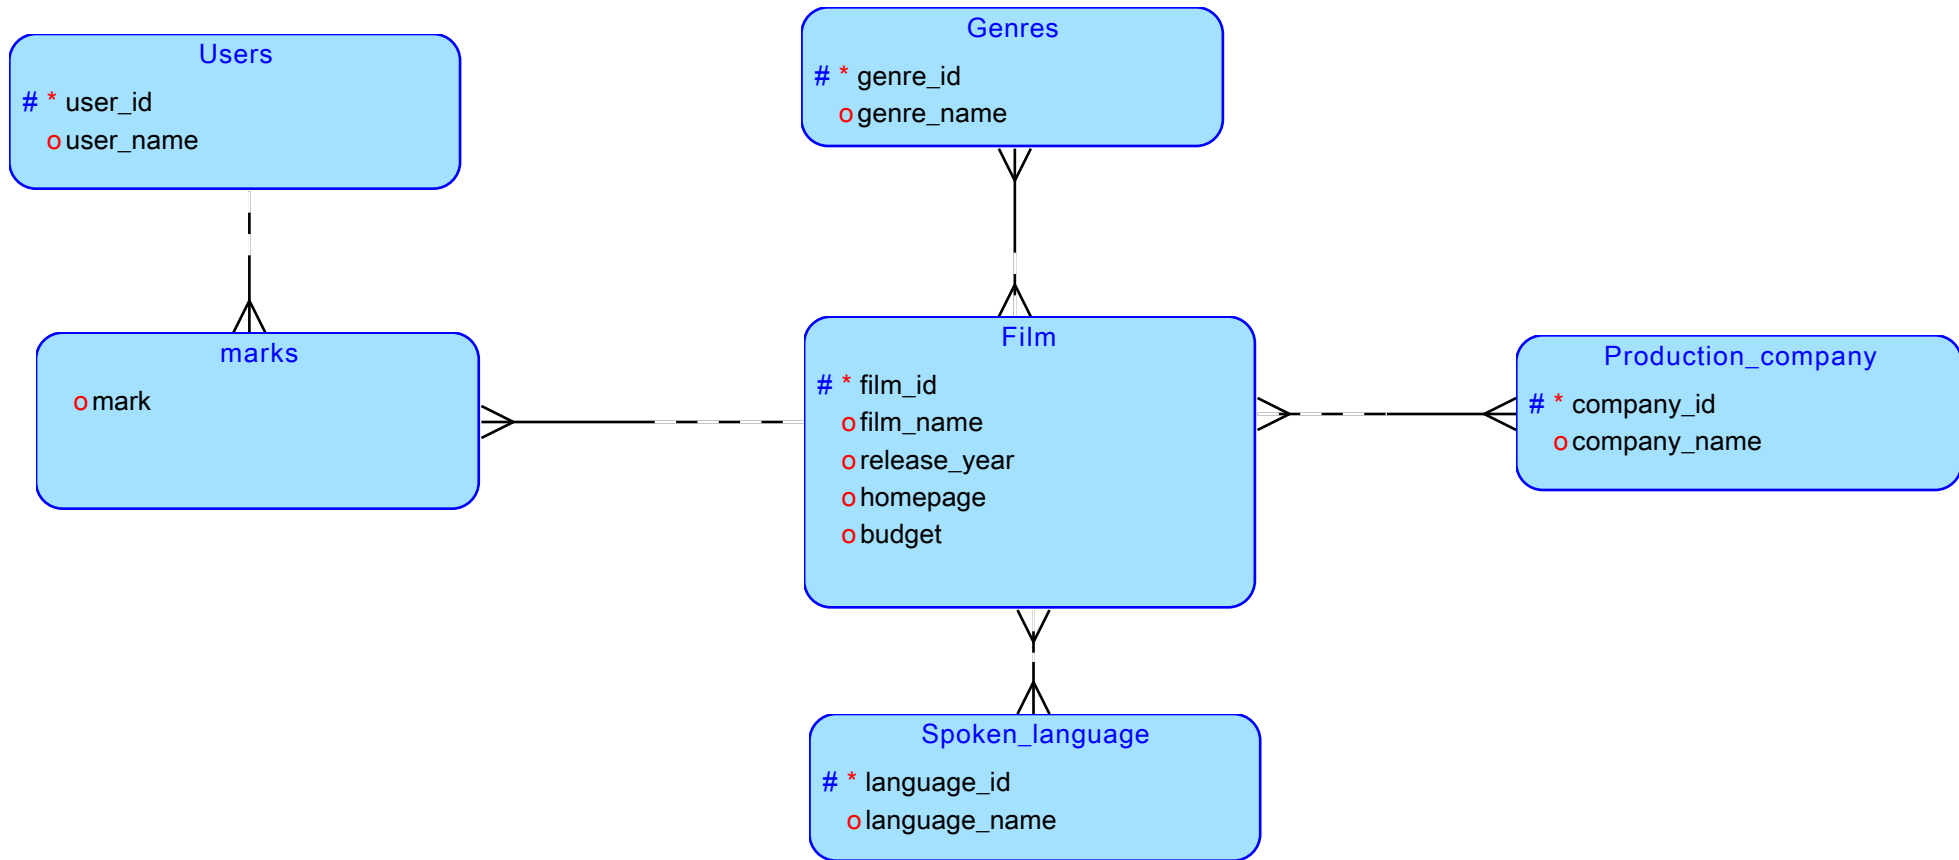 Users
# * user_id
o user_name
Genres
# * genre_id
o genre_name
marks
o mark
Film
# * film_id
o film_name
o release_year
o homepage
o budget
Production_company
# * company_id
o company_name
Spoken_language
# * language_id
o language_name